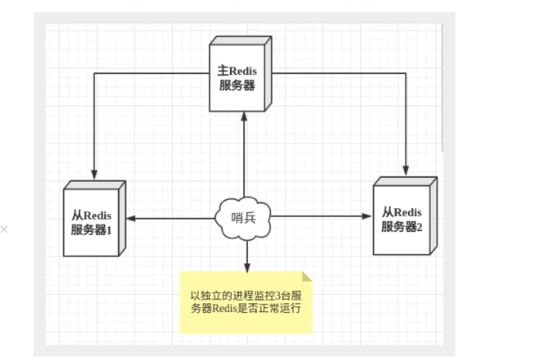 主Redis
服务器
从Redis
服务器1
哨兵
从Redis
服务器2
以独立的进程监控3台服
务器Redis是否正常运行